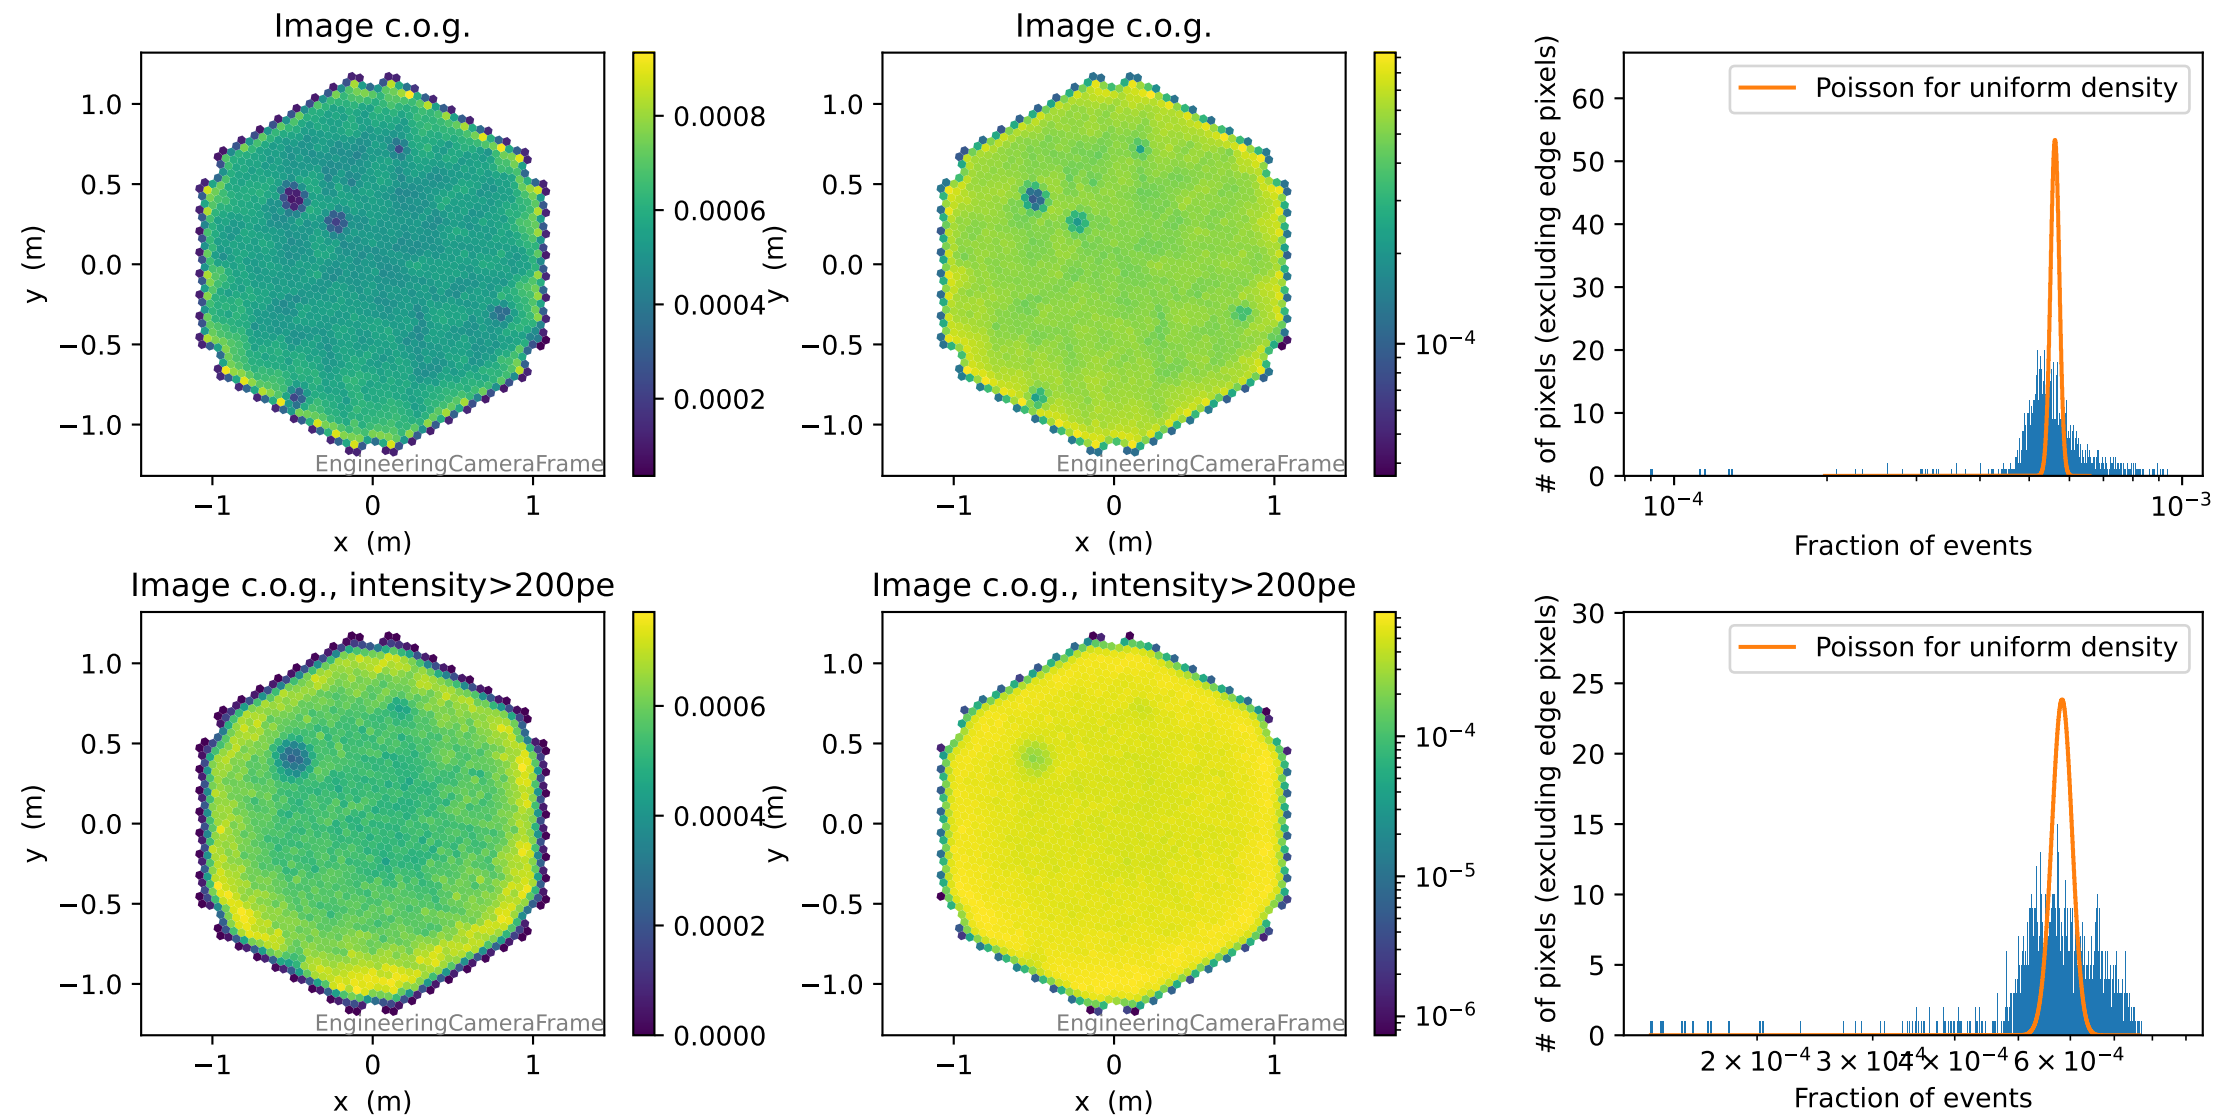 Image c.o.g.
1.0
0.5
0.0
−0.5
−1.0
y (m)
−1
0
1
x (m)
EngineeringCameraFrame
0.0008
0.0006
0.0004
0.0002
Image c.o.g.
1.0
0.5
0.0
−0.5
−1.0
y (m)
−1
0
1
x (m)
EngineeringCameraFrame
10⁻⁴
# of pixels (excluding edge pixels)
60
50
40
30
20
10
0
Poisson for uniform density
10⁻⁴
10⁻³
Fraction of events
Image c.o.g., intensity>200pe
1.0
0.5
0.0
−0.5
−1.0
y (m)
−1
0
1
x (m)
EngineeringCameraFrame
0.0006
0.0004
0.0002
0.0000
Image c.o.g., intensity>200pe
1.0
0.5
0.0
−0.5
−1.0
y (m)
−1
0
1
x (m)
EngineeringCameraFrame
10⁻⁴
10⁻⁵
10⁻⁶
# of pixels (excluding edge pixels)
30
25
20
15
10
5
0
Poisson for uniform density
2 × 10⁻⁴
3 × 10⁻⁴
4 × 10⁻⁴
6 × 10⁻⁴
Fraction of events